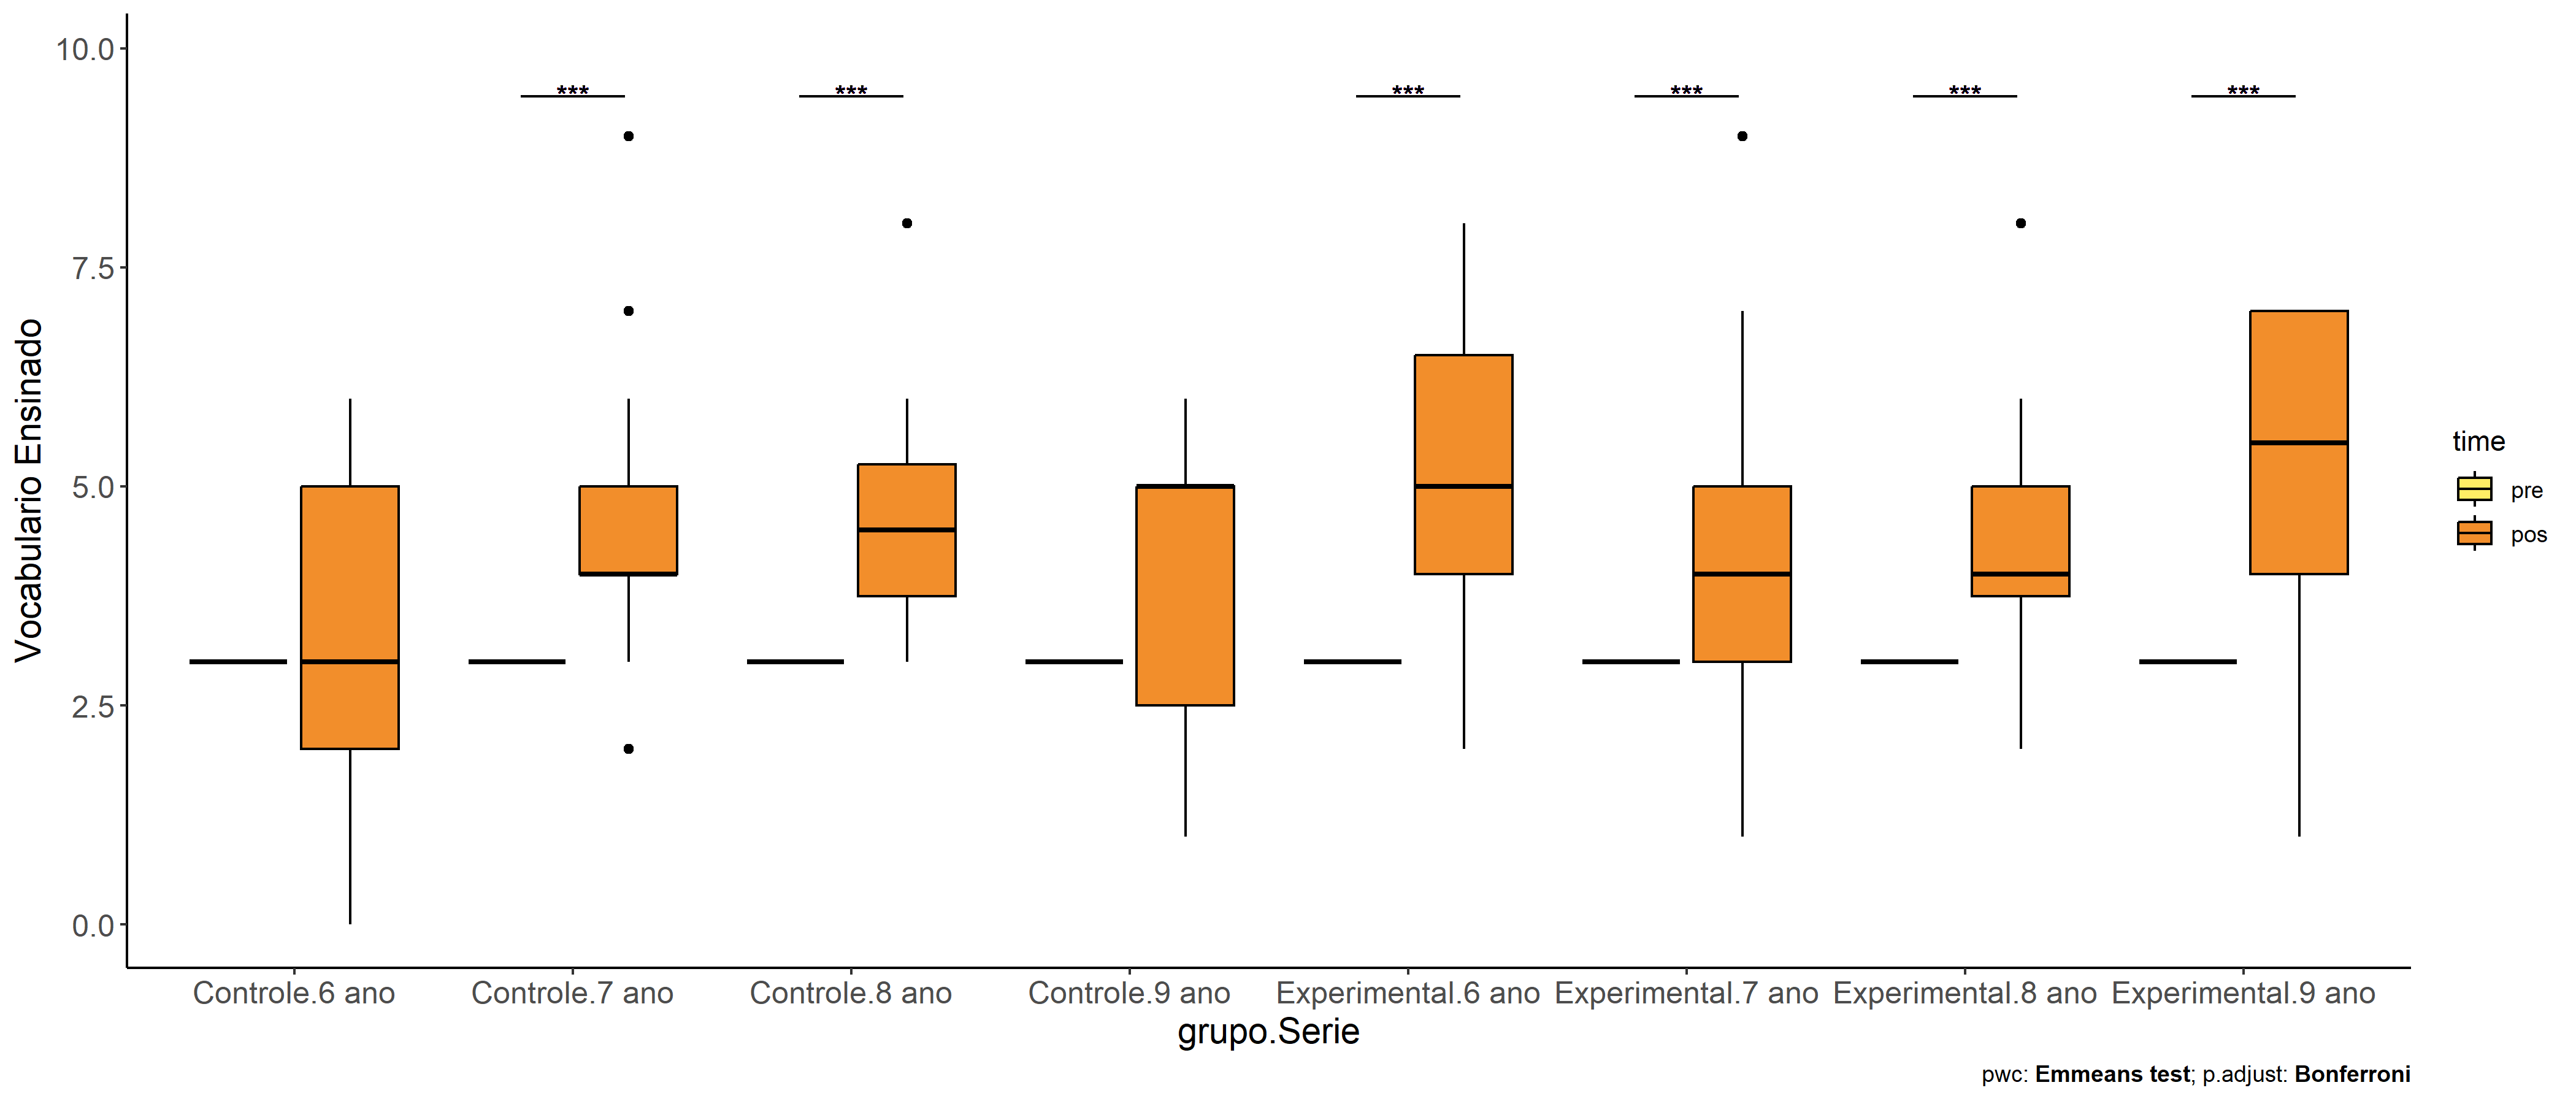 10.0
7.5
5.0
2.5
0.0
Vocabulario Ensinado
*** *** *** *** *** ***
Controle.6 ano Controle.7 ano Controle.8 ano Controle.9 ano Experimental.6 ano Experimental.7 ano Experimental.8 ano Experimental.9 ano
grupo.Serie
time
pre
pos
pwc: Emmeans test; p.adjust: Bonferroni